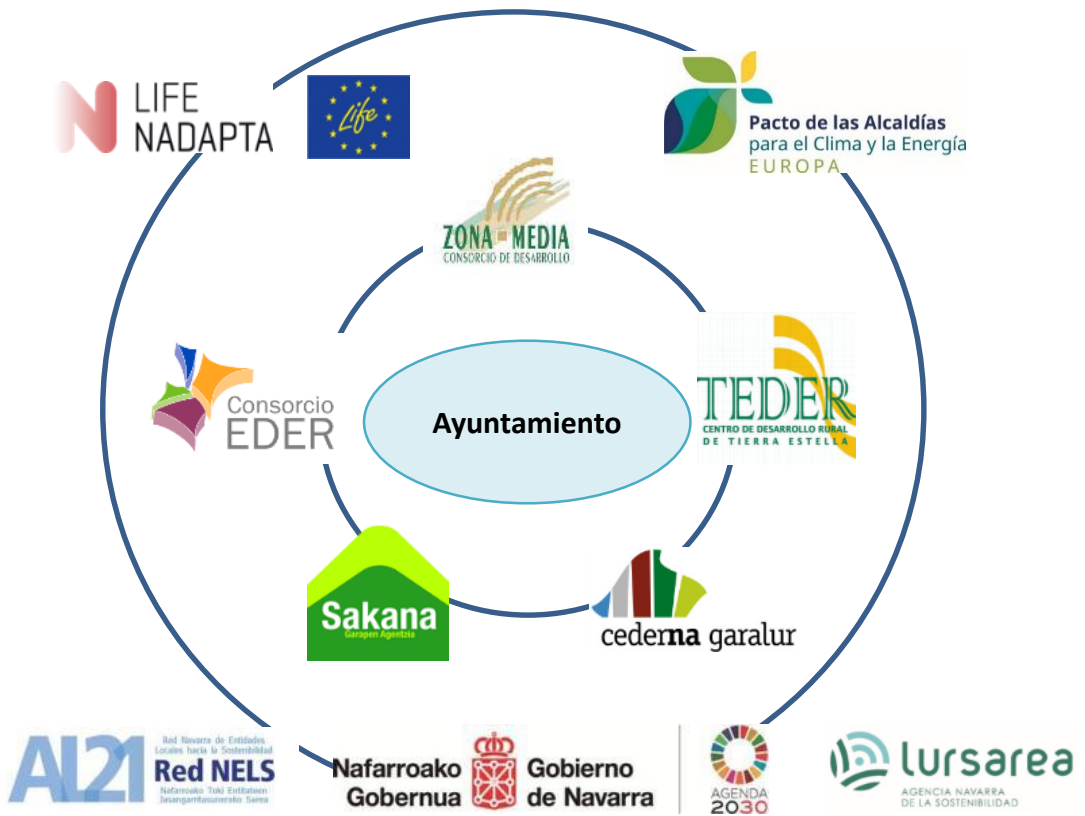 LIFE
NADAPTA
Life
Pacto de las Alcaldías
para el Clima y la Energía
EUROPA
ZONA MEDIA
CONSORCIO DE DESARROLLO
Consorcio
EDER
Ayuntamiento
TEDER
CENTRO DE DESARROLLO RURAL
DE TIERRA ESTELLA
Sakana
Garapen Agentzia
cederna garalur
AL21
Red Navarra de Entidades
Locales hacia la Sostenibilidad
Red NELS
Nafarroako Toki Entitateen
Jasangarritasunerako Sarea
Nafarroako
Gobernua
Gobierno
de Navarra
AGENDA
2030
lursarea
AGENCIA NAVARRA
DE LA SOSTENIBILIDAD